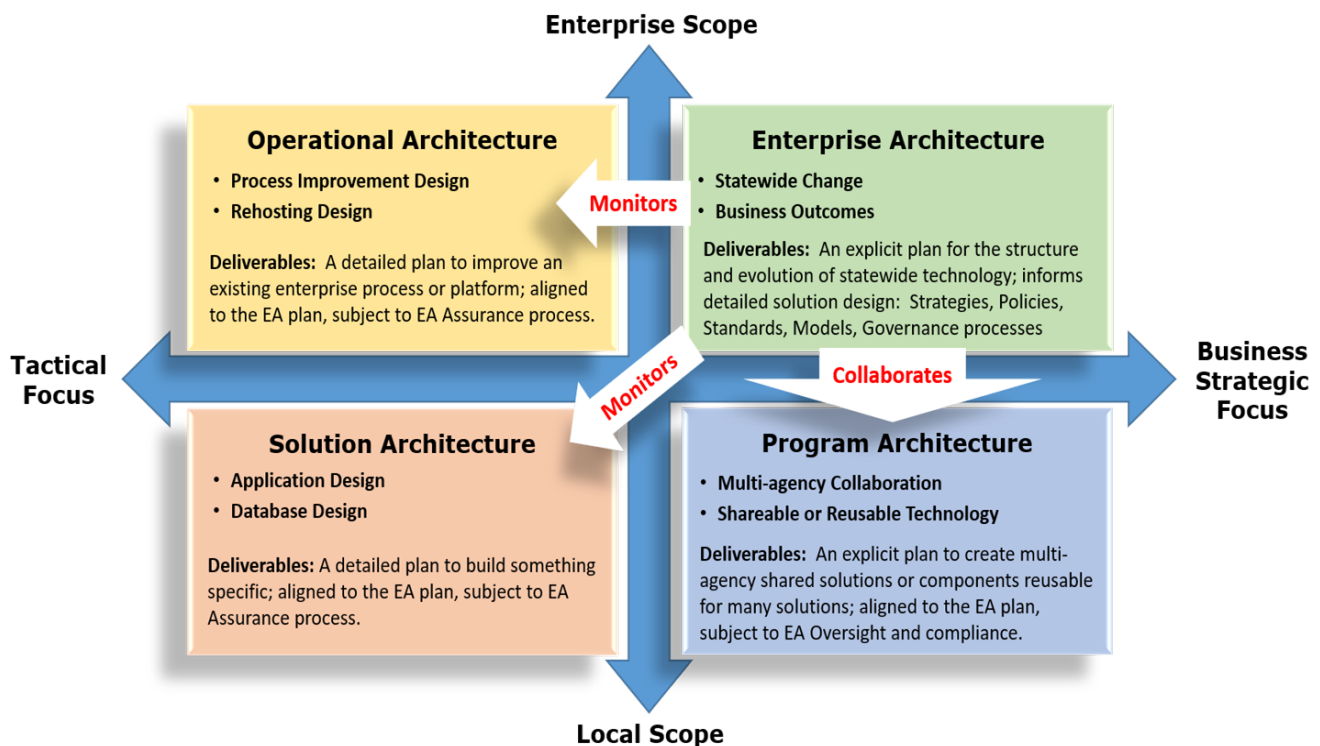 Enterprise Scope
Operational Architecture
• Process Improvement Design
• Rehosting Design
Deliverables: A detailed plan to improve an
existing enterprise process or platform; aligned
to the EA plan, subject to EA Assurance process.
Monitors
Enterprise Architecture
• Statewide Change
• Business Outcomes
Deliverables: An explicit plan for the structure
and evolution of statewide technology; informs
detailed solution design: Strategies, Policies,
Standards, Models, Governance processes
Tactical
Focus
Monitors
Collaborates
Business
Strategic
Focus
Solution Architecture
• Application Design
• Database Design
Deliverables: A detailed plan to build something
specific; aligned to the EA plan, subject to EA
Assurance process.
Program Architecture
• Multi-agency Collaboration
• Shareable or Reusable Technology
Deliverables: An explicit plan to create multi-
agency shared solutions or components reusable
for many solutions; aligned to the EA plan,
subject to EA Oversight and compliance.
Local Scope